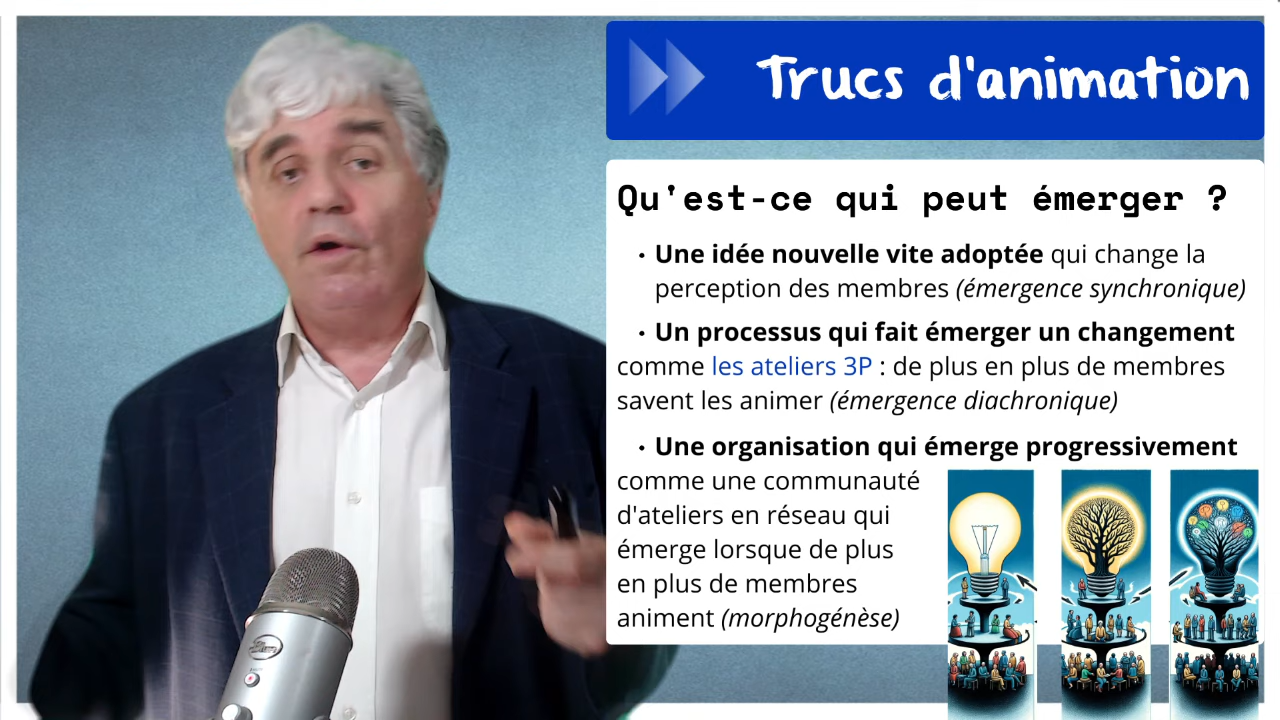 Trucs d'animation
Qu'est-ce qui peut émerger ?
• Une idée nouvelle vite adoptée qui change la
perception des membres (émergence synchronique)
• Un processus qui fait émerger un changement
comme les ateliers 3P : de plus en plus de membres
savent les animer (émergence diachronique)
• Une organisation qui émerge progressivement
comme une communauté
d'ateliers en réseau qui
émerge lorsque de plus
en plus de membres
animent (morphogénèse)